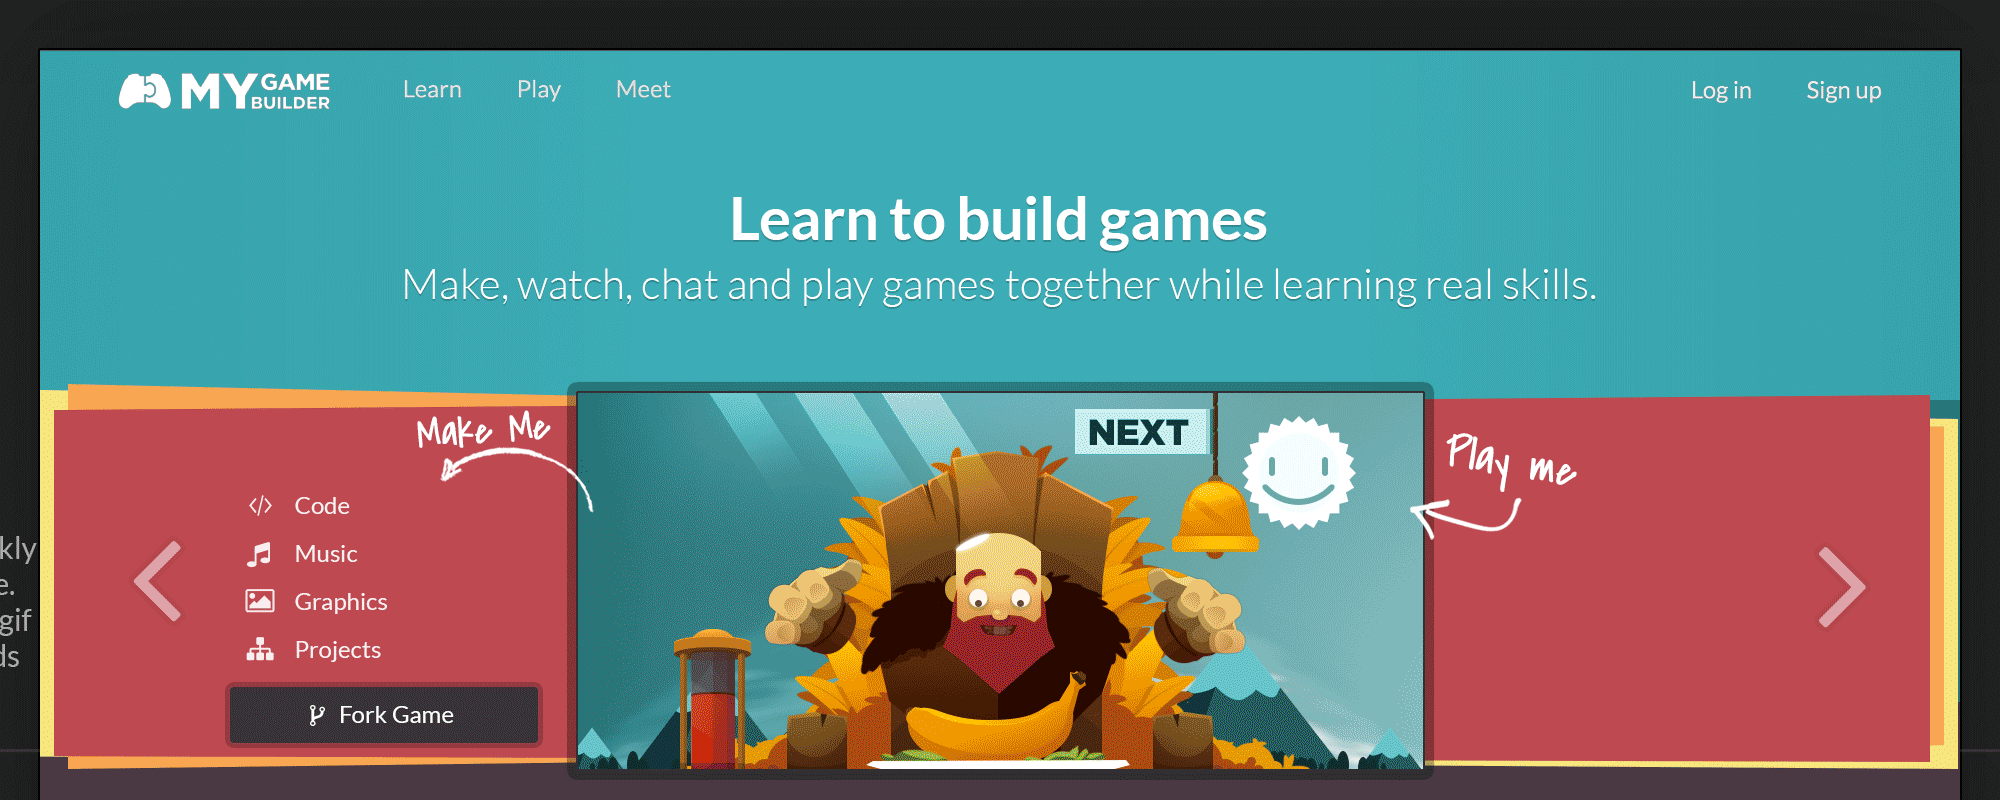 MY GAME BUILDER
Learn Play Meet
Log in Sign up
Learn to build games
Make, watch, chat and play games together while learning real skills.
Make Me
NEXT
Play me
Code
Music
Graphics
Projects
Fork Game
kly
e.
gif
ds